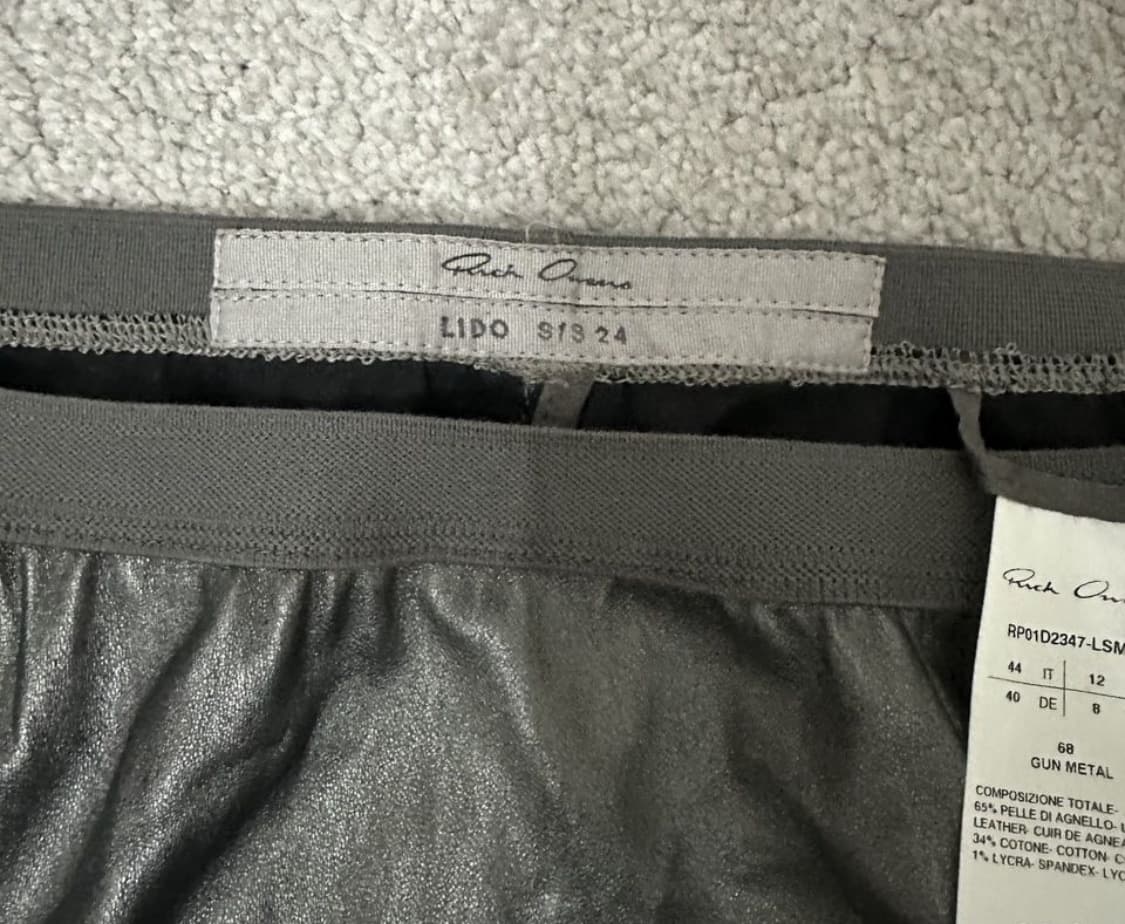 Rick Owens
LIDO S/S 24
Rick Ow
RP01D2347-LSM
44 IT 12
40 DE 8
68
GUN METAL
COMPOSIZIONE TOTALE-
65% PELLE DI AGNELLO-
LEATHER- CUIR DE AGNEA
34% COTONE- COTTON- C
1% LYCRA- SPANDEX- LYC